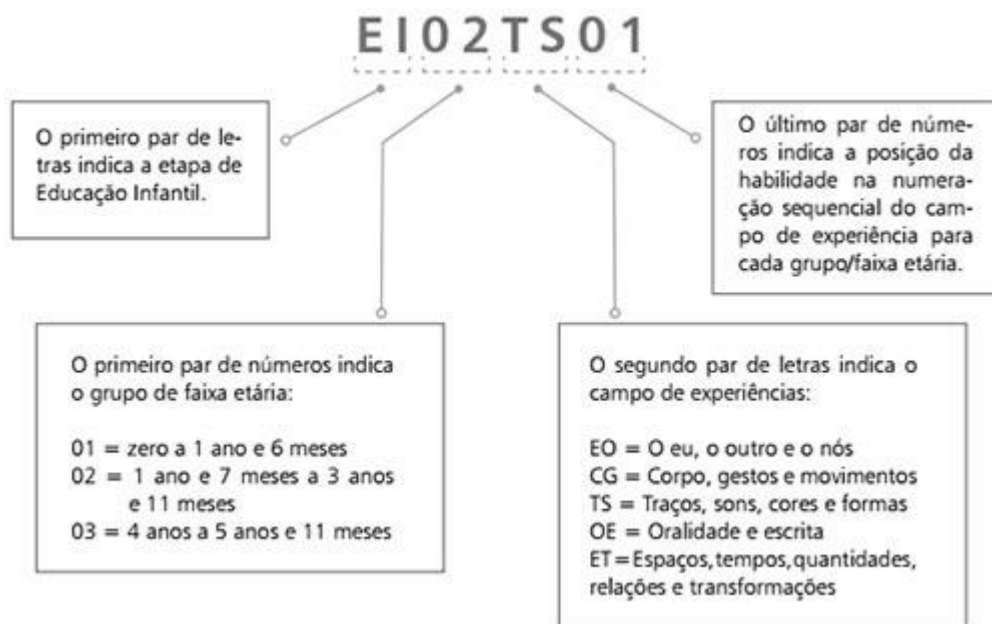 EI02TS01
O primeiro par de le-
tras indica a etapa de
Educação Infantil.
O último par de núme-
ros indica a posição da
habilidade na numera-
ção sequencial do cam-
po de experiência para
cada grupo/faixa etária.
O primeiro par de números indica
o grupo de faixa etária:
01 = zero a 1 ano e 6 meses
02 = 1 ano e 7 meses a 3 anos
e 11 meses
03 = 4 anos a 5 anos e 11 meses
O segundo par de letras indica o
campo de experiências:
EO = O eu, o outro e o nós
CG = Corpo, gestos e movimentos
TS = Traços, sons, cores e formas
OE = Oralidade e escrita
ET=Espaços,tempos,quantidades,
relações e transformações